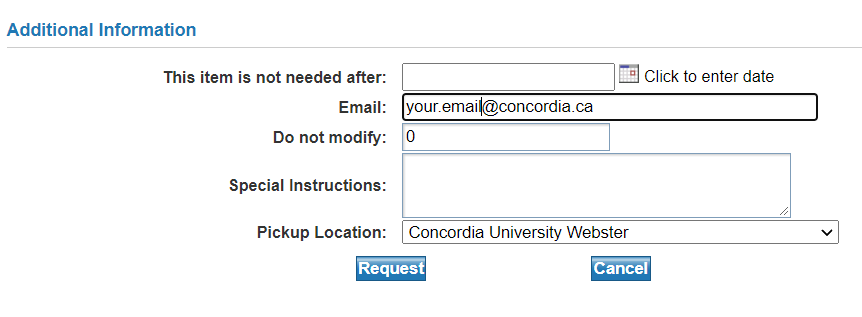 Additional Information
This item is not needed after: Click to enter date
Email: your.email@concordia.ca
Do not modify: 0
Special Instructions:
Pickup Location: Concordia University Webster
Request Cancel